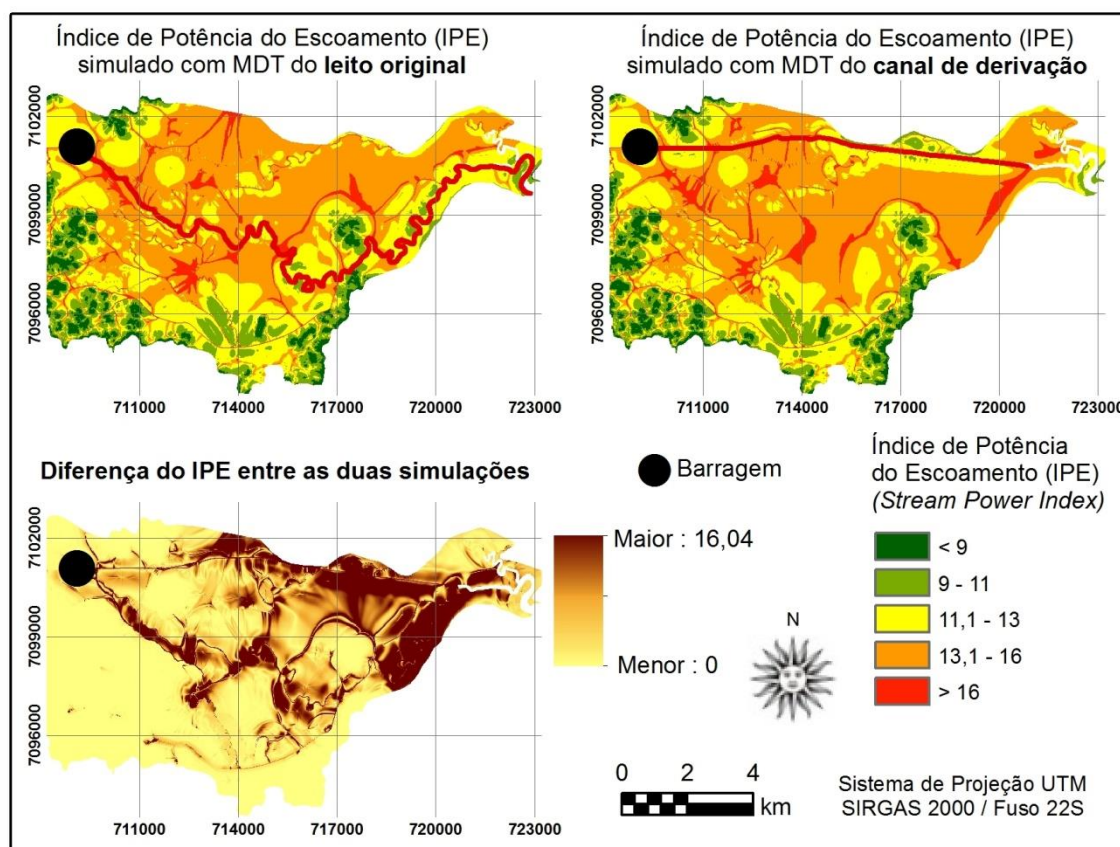 Índice de Potência do Escoamento (IPE)
simulado com MDT do leito original
7102000
7099000
7096000
711000 714000 717000 720000 723000
Índice de Potência do Escoamento (IPE)
simulado com MDT do canal de derivação
7102000
7099000
7096000
711000 714000 717000 720000 723000
Diferença do IPE entre as duas simulações
7102000
7099000
7096000
711000 714000 717000 720000 723000
Maior : 16,04
Menor : 0
Barragem
N
0 2 4
km
Índice de Potência
do Escoamento (IPE)
(Stream Power Index)
< 9
9 - 11
11,1 - 13
13,1 - 16
> 16
Sistema de Projeção UTM
SIRGAS 2000 / Fuso 22S